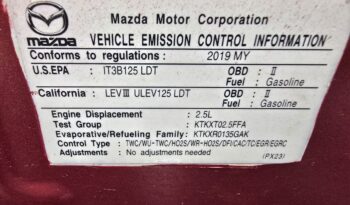 Mazda Motor Corporation
mazda VEHICLE EMISSION CONTROL INFORMATION
Conforms to regulations: 2019 MY
U.S.EPA : IT3B125 LDT OBD : II
Fuel : Gasoline
California : LEVⅢ ULEV125 LDT OBD : II
Fuel : Gasoline
Engine Displacement : 2.5L
Test Group : KTKXT02.5FFA
Evaporative/Refueling Family : KTKXR0135GAK
Control Type : TWC/WU-TWC/HO2S/WR-HO2S/DFI/CAC/TC/EGR/EGRC
Adjustments : No adjustments needed
(PX23)